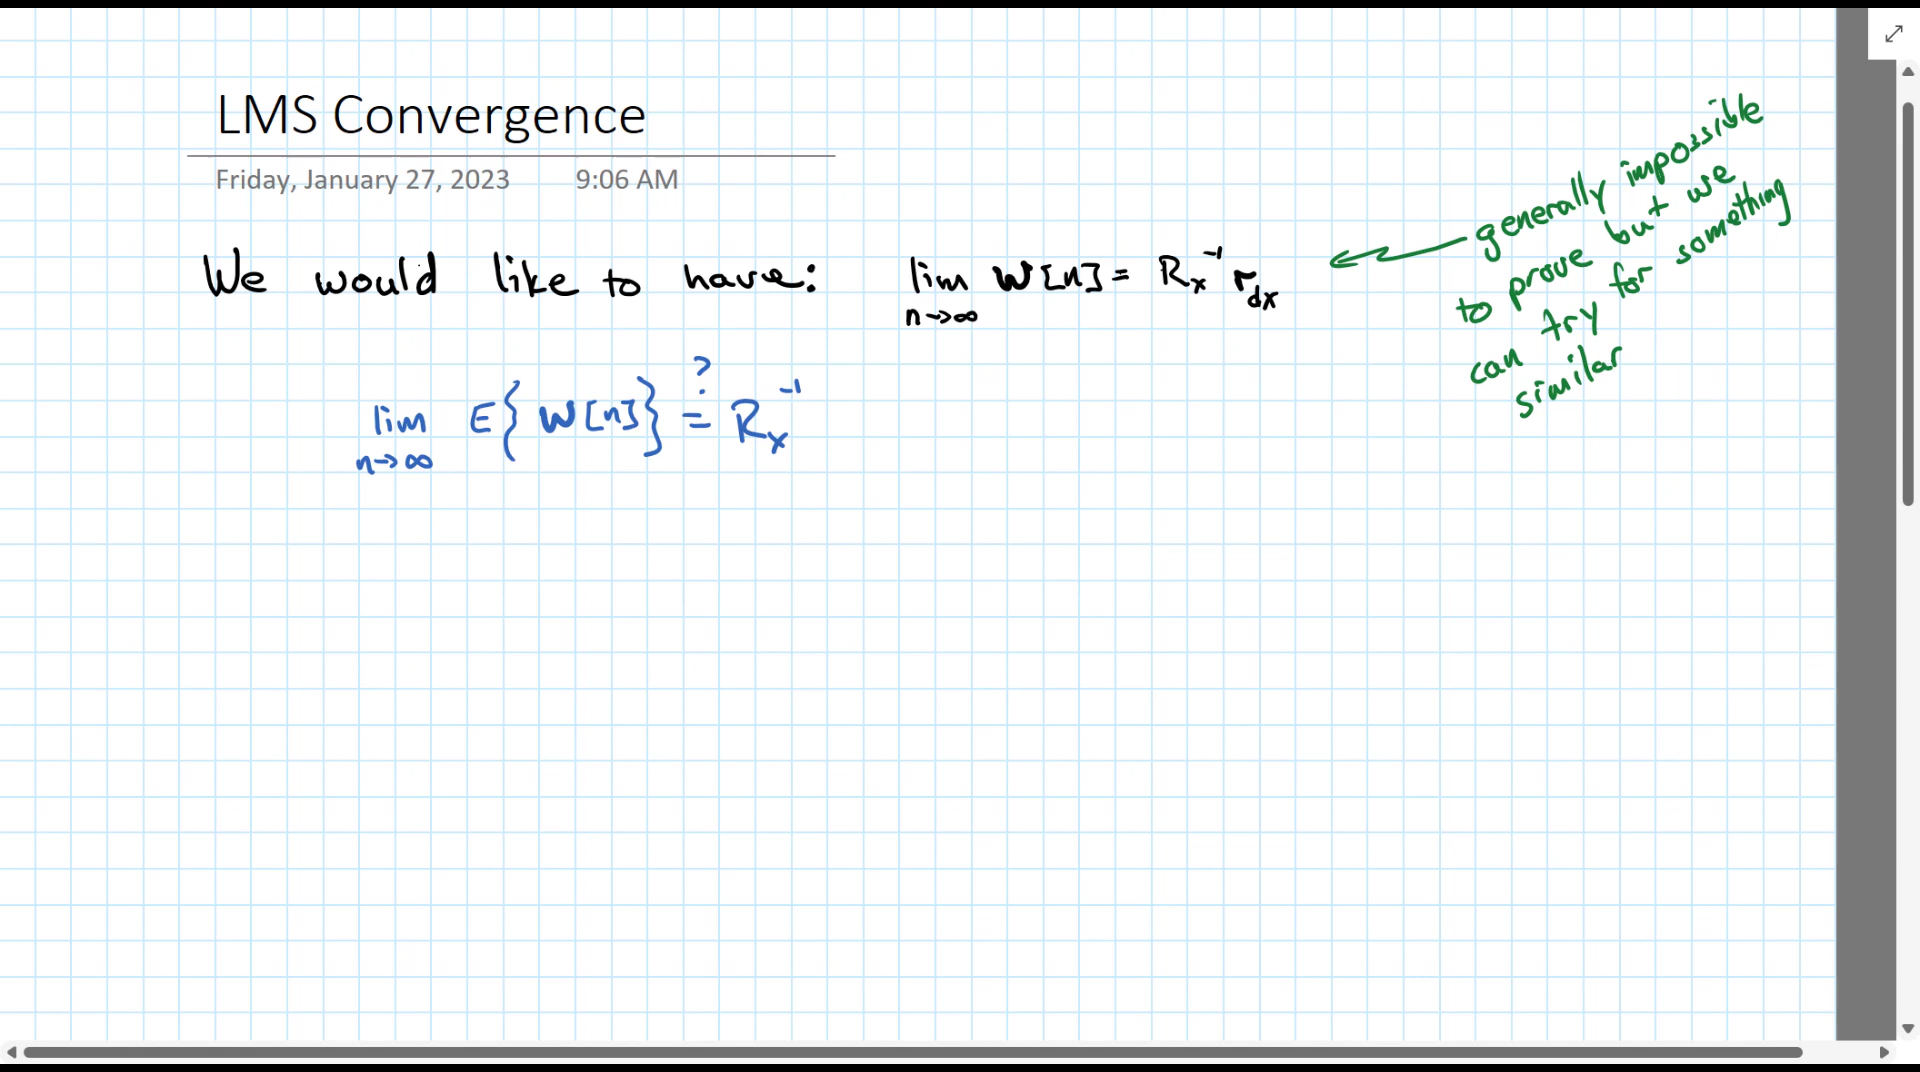 LMS Convergence
Friday, January 27, 2023 9:06 AM
We would like to have: lim n→∞ W[n] = Rx⁻¹ rdx
generally impossible
to prove but we
can try for something
similar
lim n→∞ E{W[n]} ?= Rx⁻¹